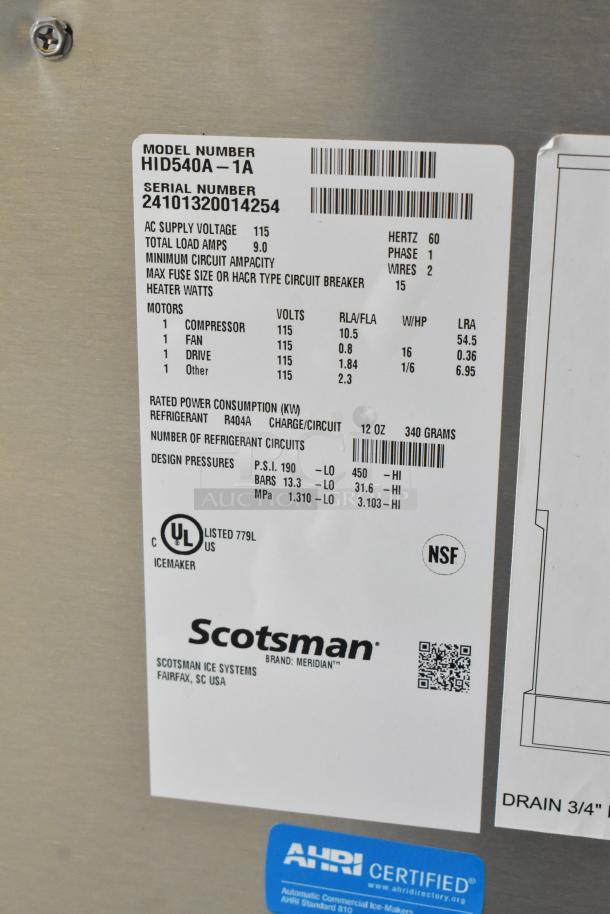 MODEL NUMBER
HID540A-1A
SERIAL NUMBER
24101320014254
AC SUPPLY VOLTAGE 115 HERTZ 60
TOTAL LOAD AMPS 9.0 PHASE 1
MINIMUM CIRCUIT AMPACITY WIRES 2
MAX FUSE SIZE OR HACR TYPE CIRCUIT BREAKER 15
HEATER WATTS
MOTORS VOLTS RLA/FLA W/HP LRA
1 COMPRESSOR 115 10.5 54.5
1 FAN 115 0.8 16 0.36
1 DRIVE 115 1.84 1/6 6.95
1 Other 115 2.3
RATED POWER CONSUMPTION (KW)
REFRIGERANT R404A CHARGE/CIRCUIT 12 OZ 340 GRAMS
NUMBER OF REFRIGERANT CIRCUITS
DESIGN PRESSURES P.S.I. 190 -LO 450 -HI
BARS 13.3 -LO 31.6 -HI
MPa 1.310 -LO 3.103-HI
AUCTION GROUP
C UL US LISTED 779L
ICEMAKER
NSF
Scotsman®
BRAND: MERIDIAN™
SCOTSMAN ICE SYSTEMS
FAIRFAX, SC USA
DRAIN 3/4"
AHRI CERTIFIED®
www.ahridirectory.org
Automatic Commercial Ice-Makers
AHRI Standard 810